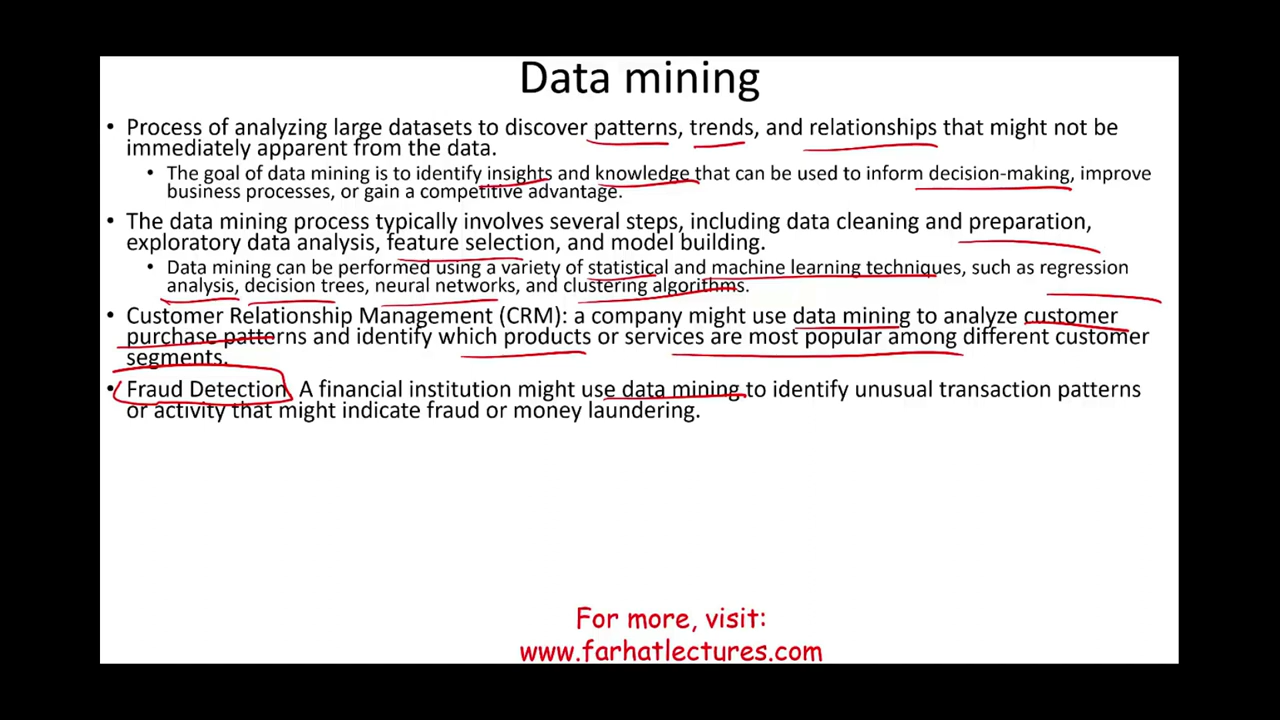 Data mining
• Process of analyzing large datasets to discover patterns, trends, and relationships that might not be
immediately apparent from the data.
• The goal of data mining is to identify insights and knowledge that can be used to inform decision-making, improve
business processes, or gain a competitive advantage.
• The data mining process typically involves several steps, including data cleaning and preparation,
exploratory data analysis, feature selection, and model building.
• Data mining can be performed using a variety of statistical and machine learning techniques, such as regression
analysis, decision trees, neural networks, and clustering algorithms.
• Customer Relationship Management (CRM): a company might use data mining to analyze customer
purchase patterns and identify which products or services are most popular among different customer
segments.
• Fraud Detection A financial institution might use data mining to identify unusual transaction patterns
or activity that might indicate fraud or money laundering.
For more, visit:
www.farhatlectures.com